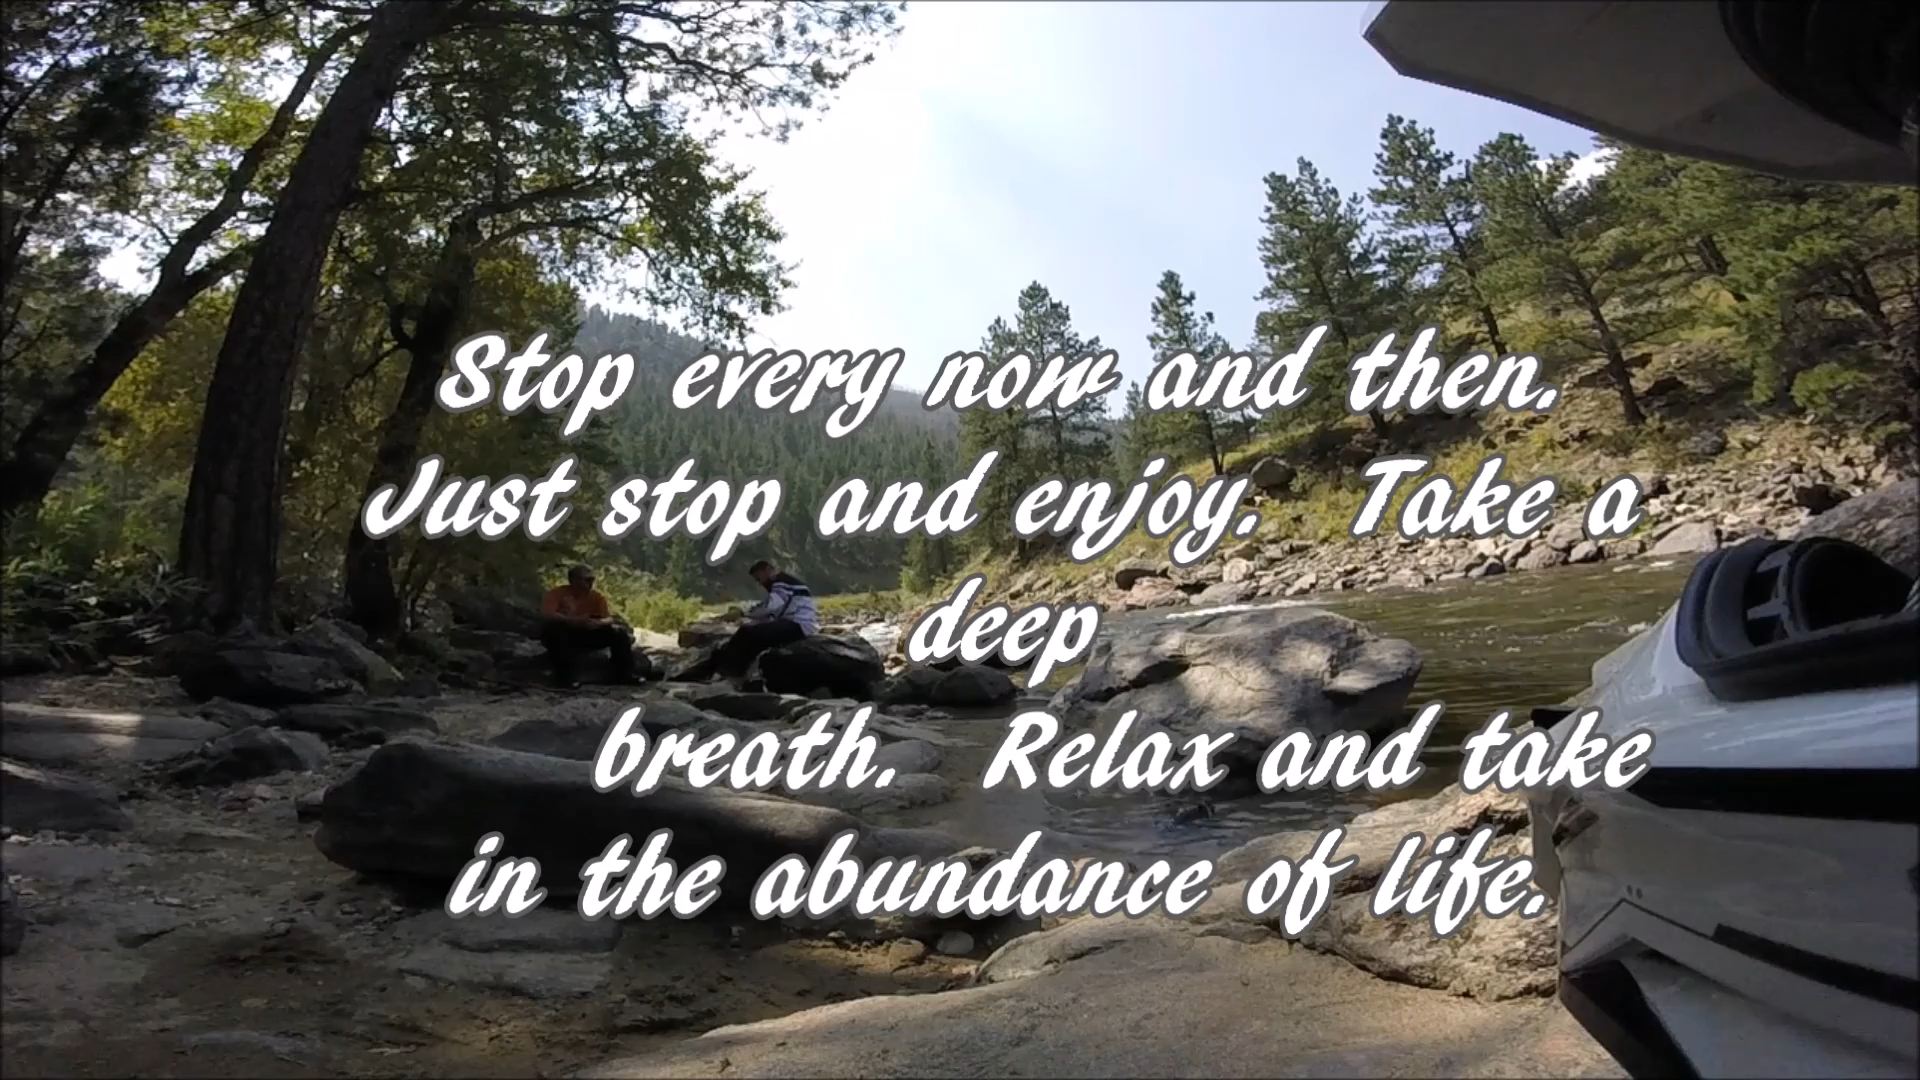 Stop every now and then.
Just stop and enjoy.  Take a
deep
breath.  Relax and take
in the abundance of life.